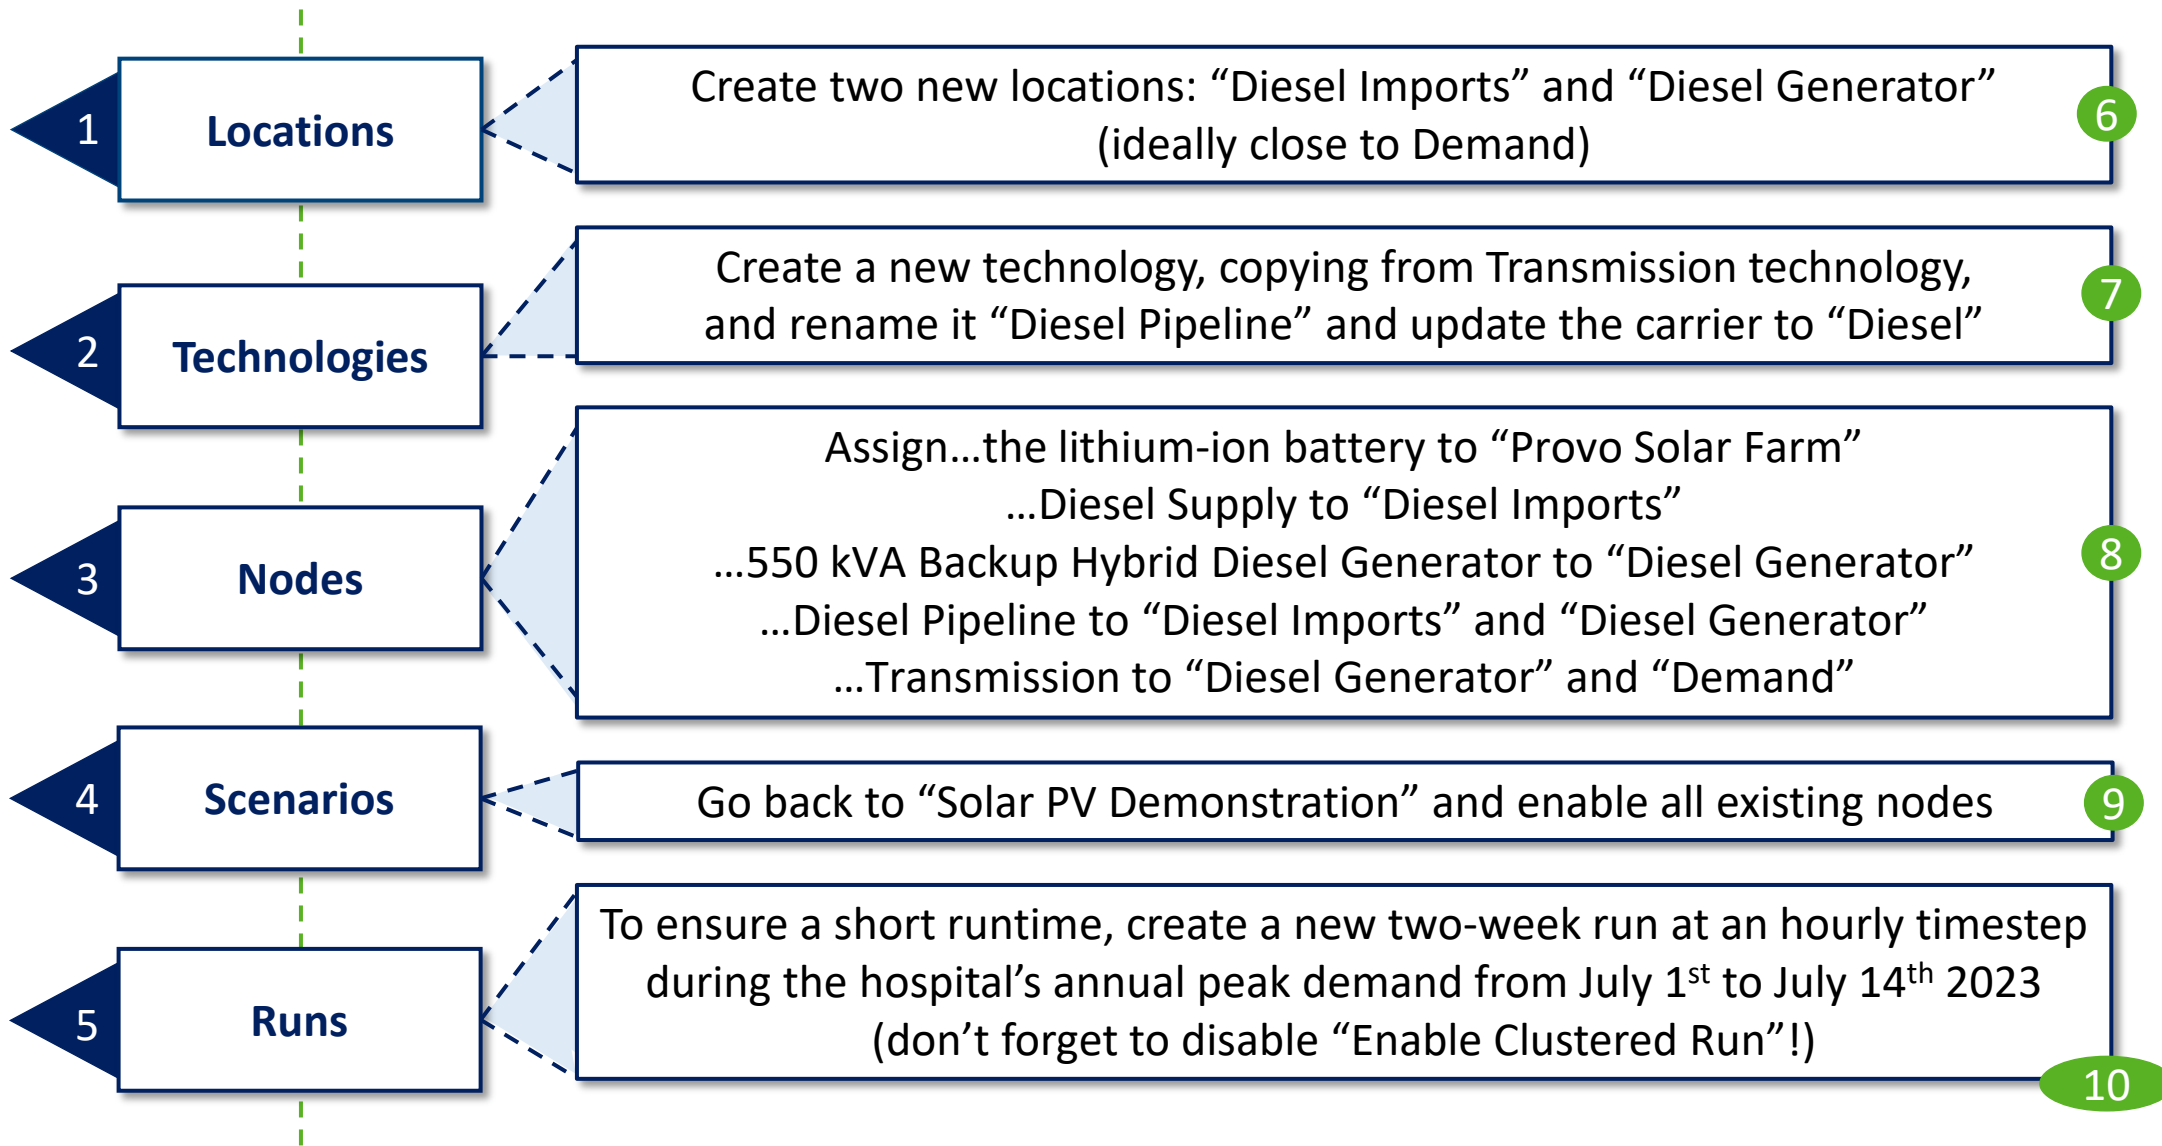 1
Locations
Create two new locations: “Diesel Imports” and “Diesel Generator”
(ideally close to Demand)
6
2
Technologies
Create a new technology, copying from Transmission technology,
and rename it “Diesel Pipeline” and update the carrier to “Diesel”
7
3
Nodes
Assign…the lithium-ion battery to “Provo Solar Farm”
…Diesel Supply to “Diesel Imports”
…550 kVA Backup Hybrid Diesel Generator to “Diesel Generator”
…Diesel Pipeline to “Diesel Imports” and “Diesel Generator”
…Transmission to “Diesel Generator” and “Demand”
8
4
Scenarios
Go back to “Solar PV Demonstration” and enable all existing nodes
9
5
Runs
To ensure a short runtime, create a new two-week run at an hourly timestep
during the hospital’s annual peak demand from July 1st to July 14th 2023
(don’t forget to disable “Enable Clustered Run”!)
10